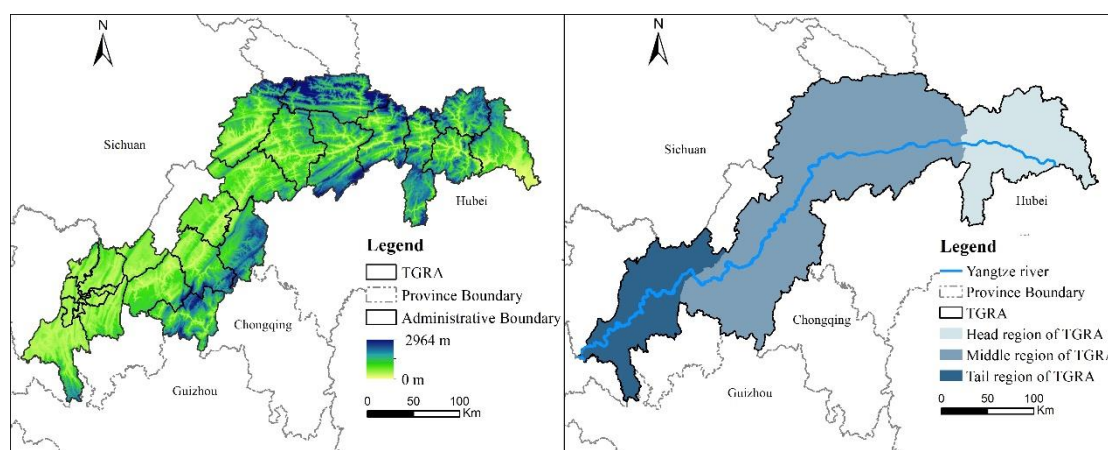 N
Sichuan
Hubei
Chongqing
Guizhou
Legend
TGRA
Province Boundary
Administrative Boundary
2964 m
0 m
0 50 100
Km
N
Sichuan
Hubei
Chongqing
Guizhou
Legend
Yangtze river
Province Boundary
TGRA
Head region of TGRA
Middle region of TGRA
Tail region of TGRA
0 50 100
Km